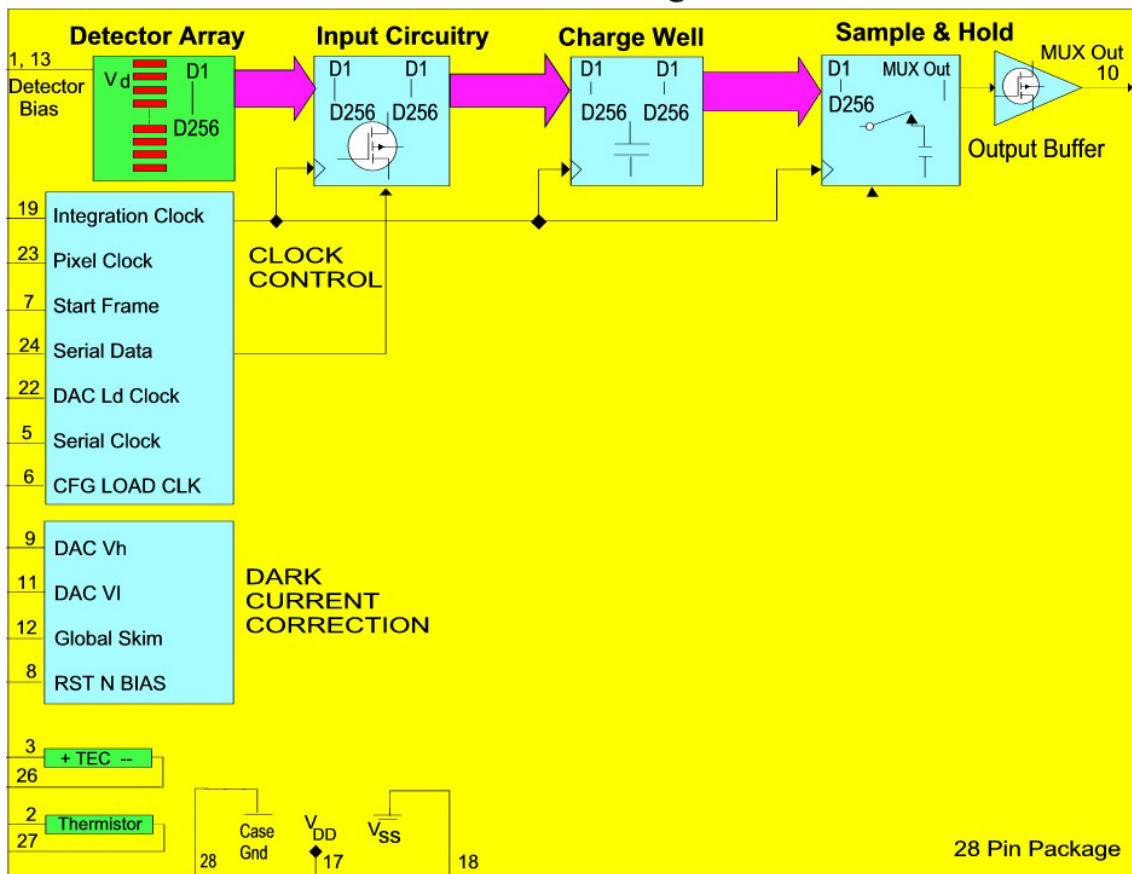 Detector Array
Input Circuitry
Charge Well
Sample & Hold
1, 13
Detector
Bias
Vd
D1
D256
D1
D256
D1
D256
D1
D256
D1
D256
D1
D256
MUX Out
MUX Out
10
Output Buffer
19
Integration Clock
23
Pixel Clock
7
Start Frame
24
Serial Data
22
DAC Ld Clock
5
Serial Clock
6
CFG LOAD CLK
CLOCK
CONTROL
9
DAC Vh
11
DAC Vl
12
Global Skim
8
RST N BIAS
DARK
CURRENT
CORRECTION
3
+ TEC --
26
2
Thermistor
27
Case
Gnd
28
VDD
17
VSS
18
28 Pin Package